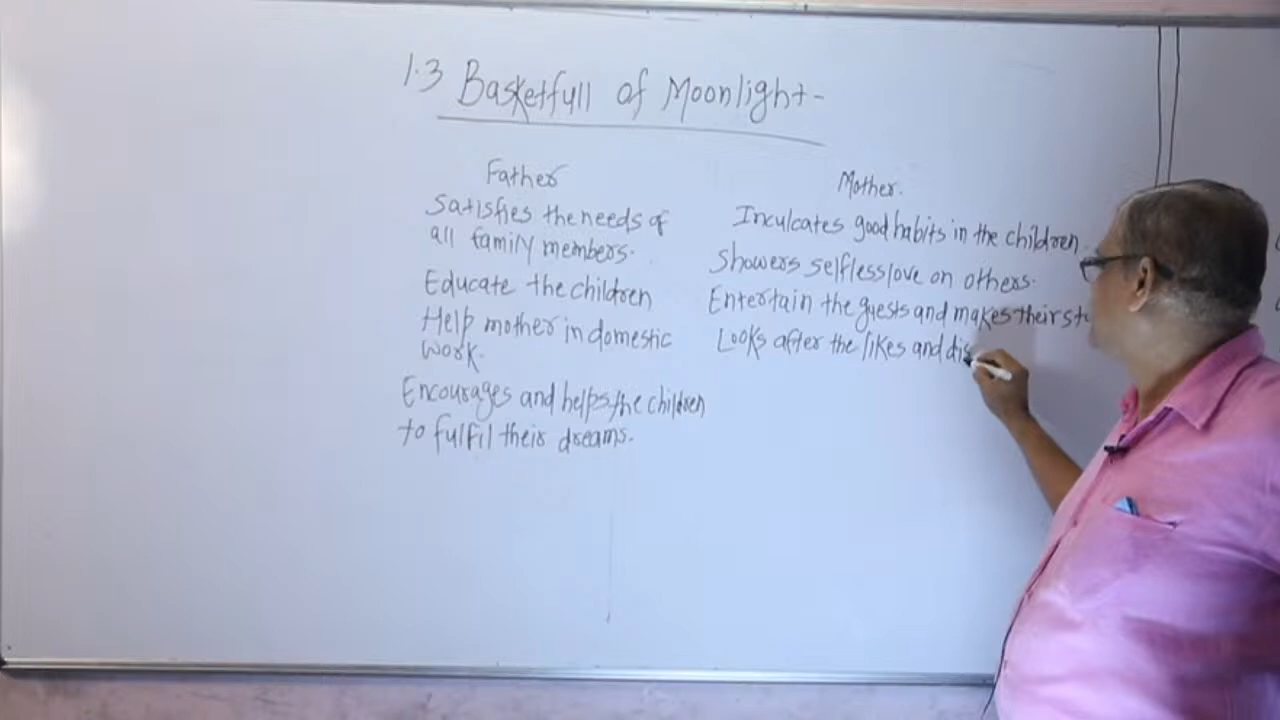 1.3 Basketfull of Moonlight-
Father
Satisfies the needs of
all family members.
Educate the children
Help mother in domestic
work.
Encourages and helps the children
to fulfil their dreams.
Mother.
Inculcates good habits in the children
Showers selfless love on others.
Entertain the guests and makes their st
Looks after the likes and dis